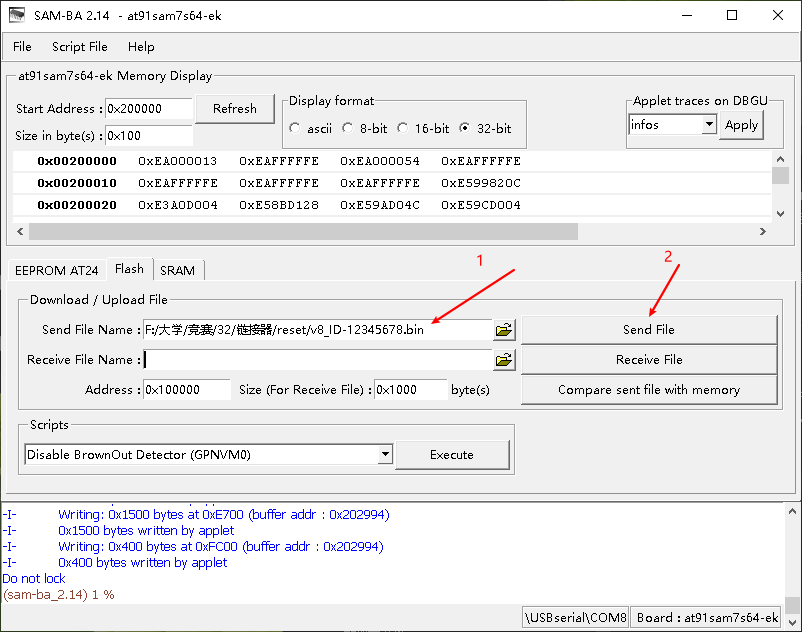 SAM-BA 2.14 - at91sam7s64-ek
File Script File Help
at91sam7s64-ek Memory Display
Start Address : 0x200000 Refresh
Size in byte(s) : 0x100
Display format
ascii 8-bit 16-bit 32-bit
Applet traces on DBGU
infos Apply
0x00200000 0xEA000013 0xEAFFFFFE 0xEA000054 0xEAFFFFFE
0x00200010 0xEAFFFFFE 0xEAFFFFFE 0xEAFFFFFE 0xE599820C
0x00200020 0xE3A0D004 0xE58BD128 0xE59AD04C 0xE59CD004
1
2
EEPROM AT24 Flash SRAM
Download / Upload File
Send File Name : F:/大学/竞赛/32/链接器/reset/v8_ID-12345678.bin Send File
Receive File Name : Receive File
Address : 0x100000 Size (For Receive File) : 0x1000 byte(s) Compare sent file with memory
Scripts
Disable BrownOut Detector (GPNVM0) Execute
-I- Writing: 0x1500 bytes at 0xE700 (buffer addr : 0x202994)
-I- 0x1500 bytes written by applet
-I- Writing: 0x400 bytes at 0xFC00 (buffer addr : 0x202994)
-I- 0x400 bytes written by applet
Do not lock
(sam-ba_2.14) 1 %
\USBserial\COM8 Board : at91sam7s64-ek